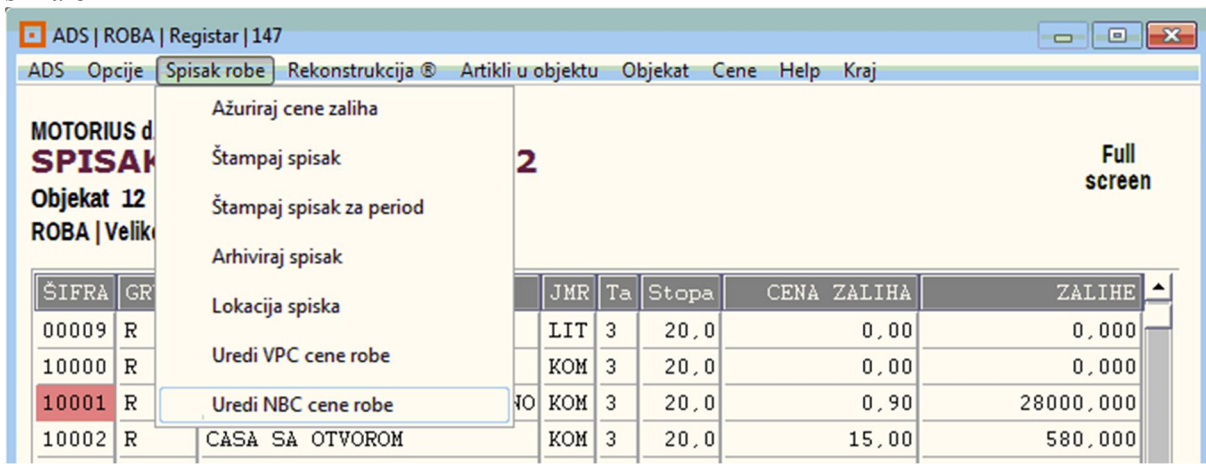 ADS | ROBA | Registar | 147
ADS Opcije Spisak robe Rekonstrukcija ® Artikli u objektu Objekat Cene Help Kraj
Ažuriraj cene zaliha
Štampaj spisak
Štampaj spisak za period
Arhiviraj spisak
Lokacija spiska
Uredi VPC cene robe
Uredi NBC cene robe
MOTORIUS d
SPISAK 2
Objekat 12
ROBA | Velik
Full
screen
ŠIFRA GR JMR Ta Stopa CENA ZALIHA ZALIHE
00009 R LIT 3 20,0 0,00 0,000
10000 R KOM 3 20,0 0,00 0,000
10001 R NO KOM 3 20,0 0,90 28000,000
10002 R CASA SA OTVOROM KOM 3 20,0 15,00 580,000